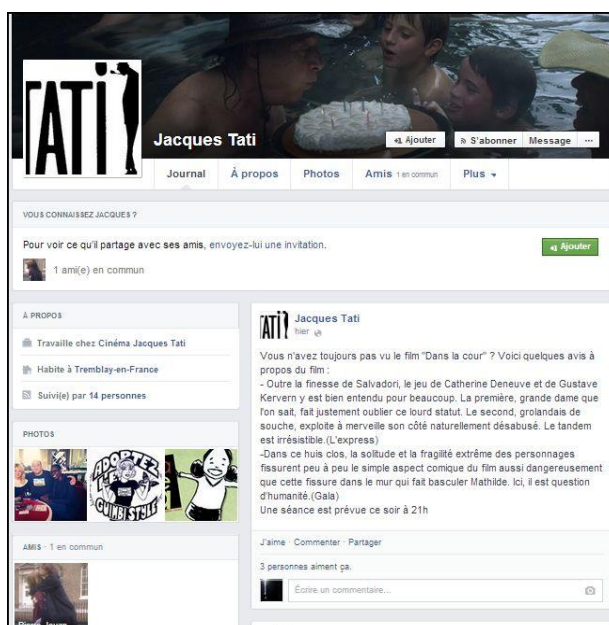 TATI
Jacques Tati
Ajouter
S'abonner
Message
Journal
À propos
Photos
Amis 1 en commun
Plus
VOUS CONNAISSEZ JACQUES ?
Pour voir ce qu'il partage avec ses amis, envoyez-lui une invitation.
Ajouter
1 ami(e) en commun
À PROPOS
Travaille chez Cinéma Jacques Tati
Habite à Tremblay-en-France
Suivi(e) par 14 personnes
PHOTOS
ADOPTEZ
LE
GUIMBI STYLE
AMIS · 1 en commun
TATI
Jacques Tati
hier
Vous n'avez toujours pas vu le film "Dans la cour" ? Voici quelques avis à
propos du film :
- Outre la finesse de Salvadori, le jeu de Catherine Deneuve et de Gustave
Kervern y est bien entendu pour beaucoup. La première, grande dame que
l'on sait, fait justement oublier ce lourd statut. Le second, grolandais de
souche, exploite à merveille son côté naturellement désabusé. Le tandem
est irrésistible.(L'express)
-Dans ce huis clos, la solitude et la fragilité extrême des personnages
fissurent peu à peu le simple aspect comique du film aussi dangereusement
que cette fissure dans le mur qui fait basculer Mathilde. Ici, il est question
d'humanité.(Gala)
Une séance est prévue ce soir à 21h
J'aime · Commenter · Partager
3 personnes aiment ça.
Écrire un commentaire...